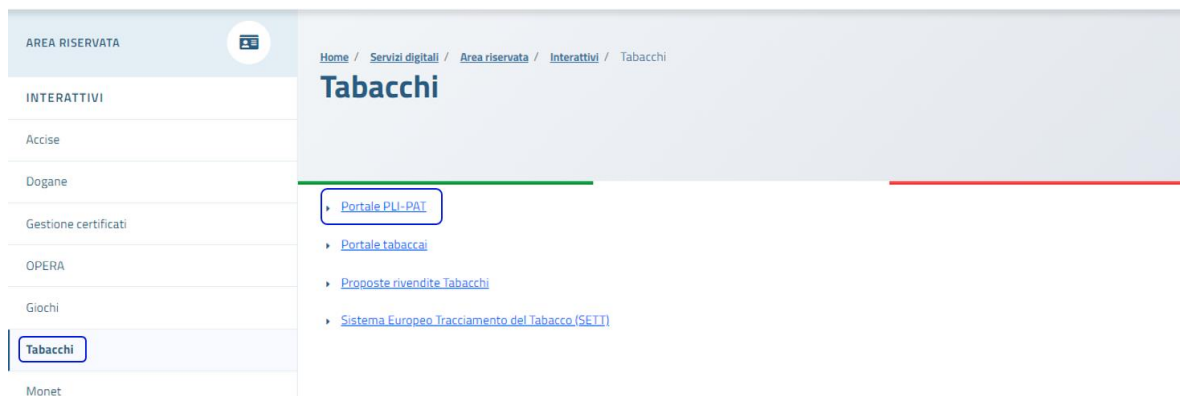 AREA RISERVATA
INTERATTIVI
Accise
Dogane
Gestione certificati
OPERA
Giochi
Tabacchi
Monet
Home / Servizi digitali / Area riservata / Interattivi / Tabacchi
Tabacchi
Portale PLI-PAT
Portale tabaccai
Proposte rivendite Tabacchi
Sistema Europeo Tracciamento del Tabacco (SETT)